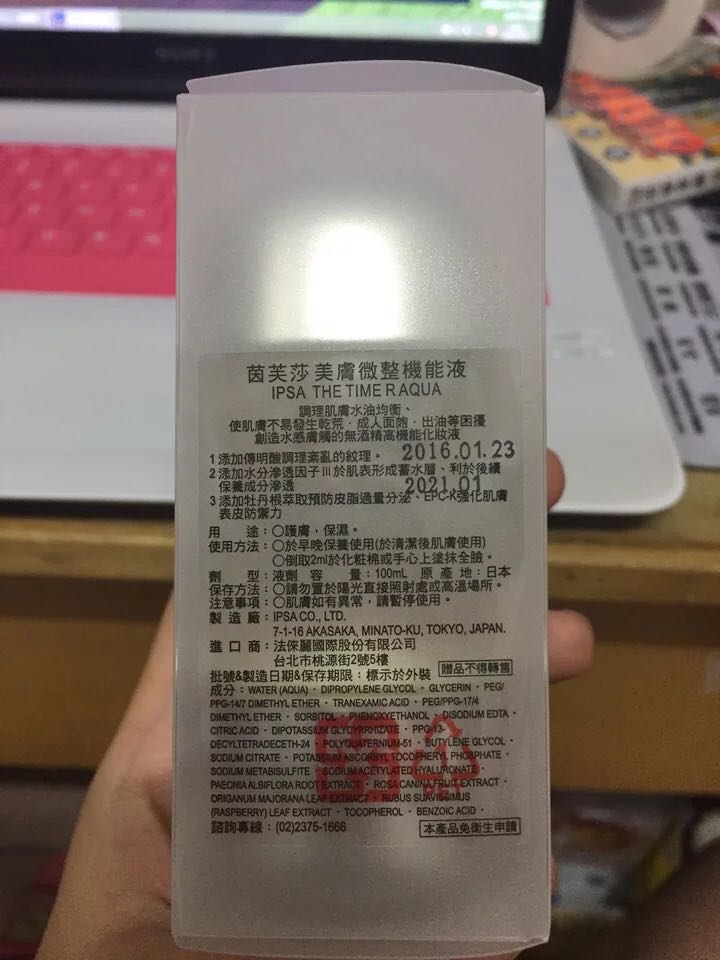 SONY
茵芙莎 美膚微整機能液
IPSA THE TIME R AQUA
調理肌膚水油均衡、
使肌膚不易發生乾荒．成人面皰．出油等困擾
創造水感膚觸的無酒精高機能化妝液
1 添加傳明酸調理紊亂的紋理。 2016.01.23
2 添加水分滲透因子Ⅲ於肌表形成蓄水層、利於後續
保養成分滲透 2021.01
3 添加牡丹根萃取預防皮脂過量分泌、EPC-K強化肌膚
表皮防禦力
用 途：〇護膚，保濕。
使用方法：〇於早晚保養使用(於清潔後肌膚使用)
〇倒取2ml於化粧棉或手心上塗抹全臉。
劑 型：液劑 容 量：100mL 原 產 地：日本
保存方法：〇請勿置於陽光直接照射處或高溫場所。
注意事項：〇肌膚如有異常，請暫停使用。
製 造 廠：IPSA CO., LTD.
7-1-16 AKASAKA, MINATO-KU, TOKYO, JAPAN.
進 口 商：法倈麗國際股份有限公司
台北市桃源街2號5樓
批號&製造日期&保存期限：標示於外裝 贈品不得轉售
成分：WATER (AQUA)．DIPROPYLENE GLYCOL．GLYCERIN．PEG/
PPG-14/7 DIMETHYL ETHER．TRANEXAMIC ACID．PEG/PPG-17/4
DIMETHYL ETHER．SORBITOL．PHENOXYETHANOL．DISODIUM EDTA．
CITRIC ACID．DIPOTASSIUM GLYCYRRHIZATE．PPG-13-
DECYLTETRADECETH-24．POLYQUATERNIUM-51．BUTYLENE GLYCOL．
SODIUM CITRATE．POTASSIUM ASCORBYL TOCOPHERYL PHOSPHATE．
SODIUM METABISULFITE．SODIUM ACETYLATED HYALURONATE．
PAEONIA ALBIFLORA ROOT EXTRACT．ROSA CANINA FRUIT EXTRACT．
ORIGANUM MAJORANA LEAF EXTRACT．RUBUS SUAVISSIMUS
(RASPBERRY) LEAF EXTRACT．TOCOPHEROL．BENZOIC ACID．
諮詢專線：(02)2375-1666 本產品免衛生申請